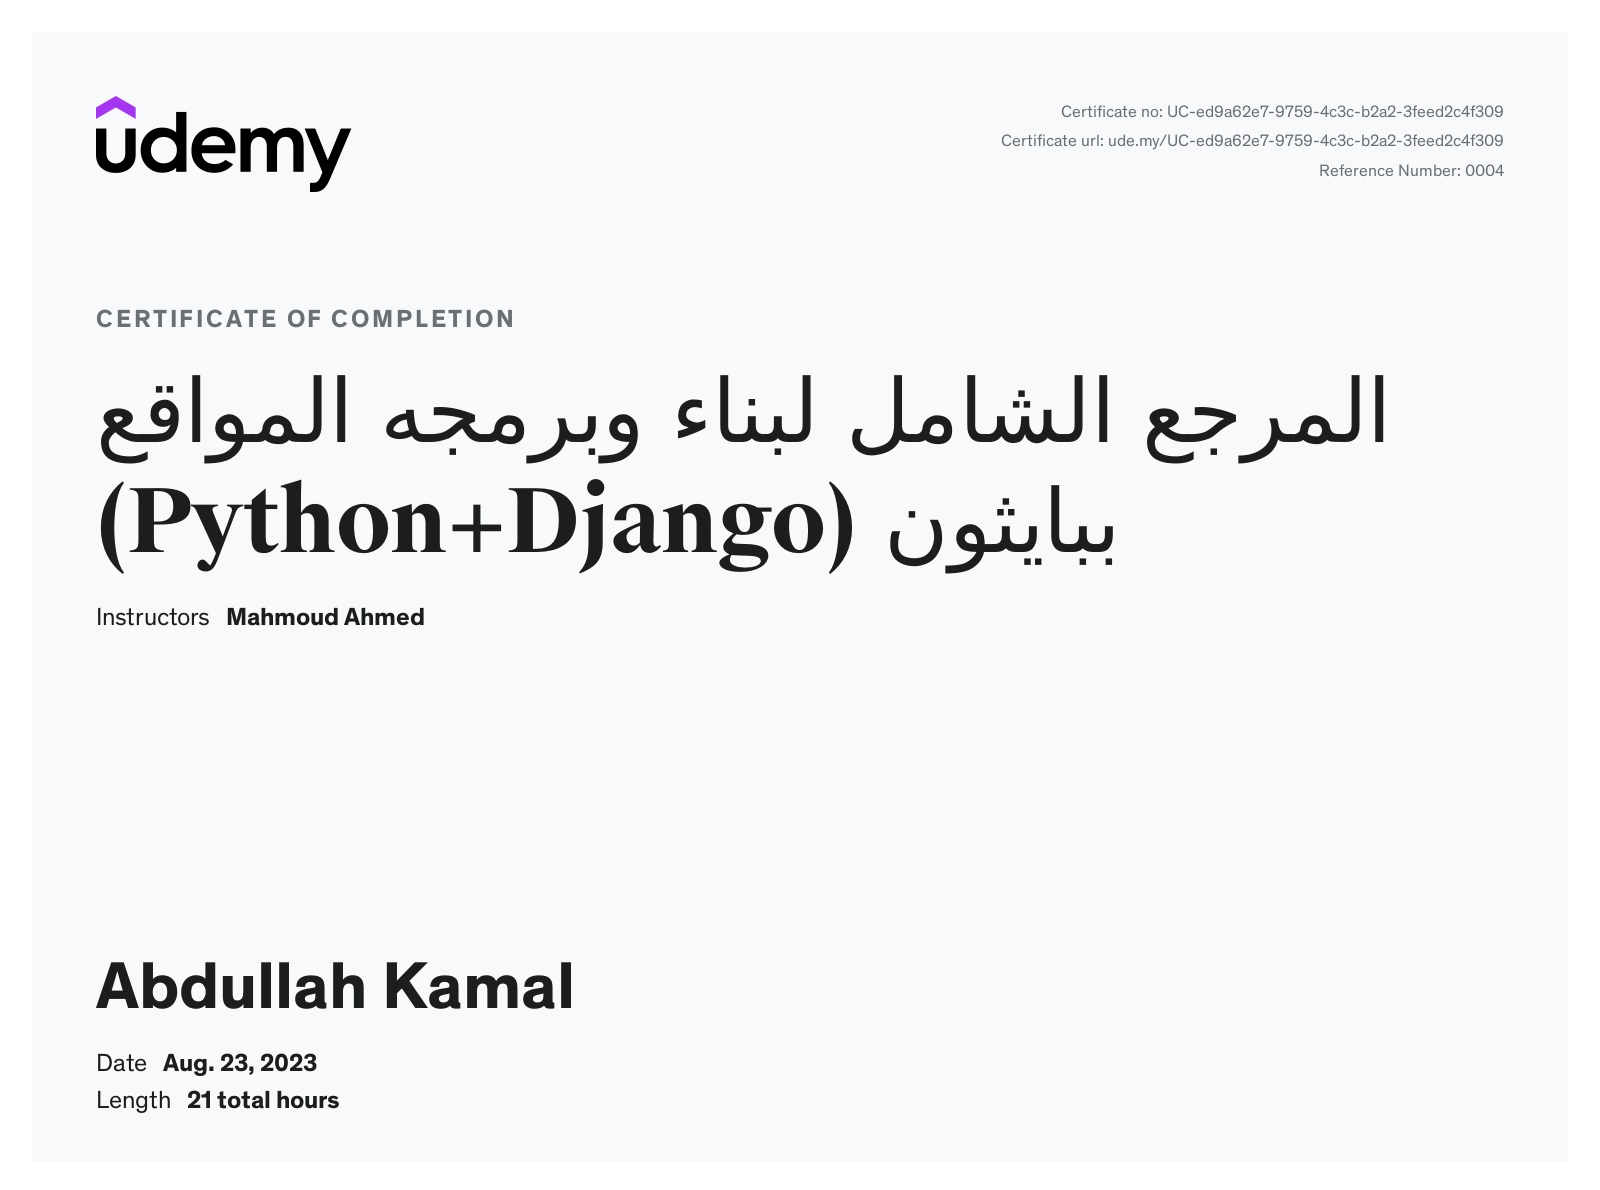 udemy
Certificate no: UC-ed9a62e7-9759-4c3c-b2a2-3feed2c4f309
Certificate url: ude.my/UC-ed9a62e7-9759-4c3c-b2a2-3feed2c4f309
Reference Number: 0004
CERTIFICATE OF COMPLETION
المرجع الشامل لبناء وبرمجه المواقع
ببايثون (Python+Django)
Instructors Mahmoud Ahmed
Abdullah Kamal
Date Aug. 23, 2023
Length 21 total hours